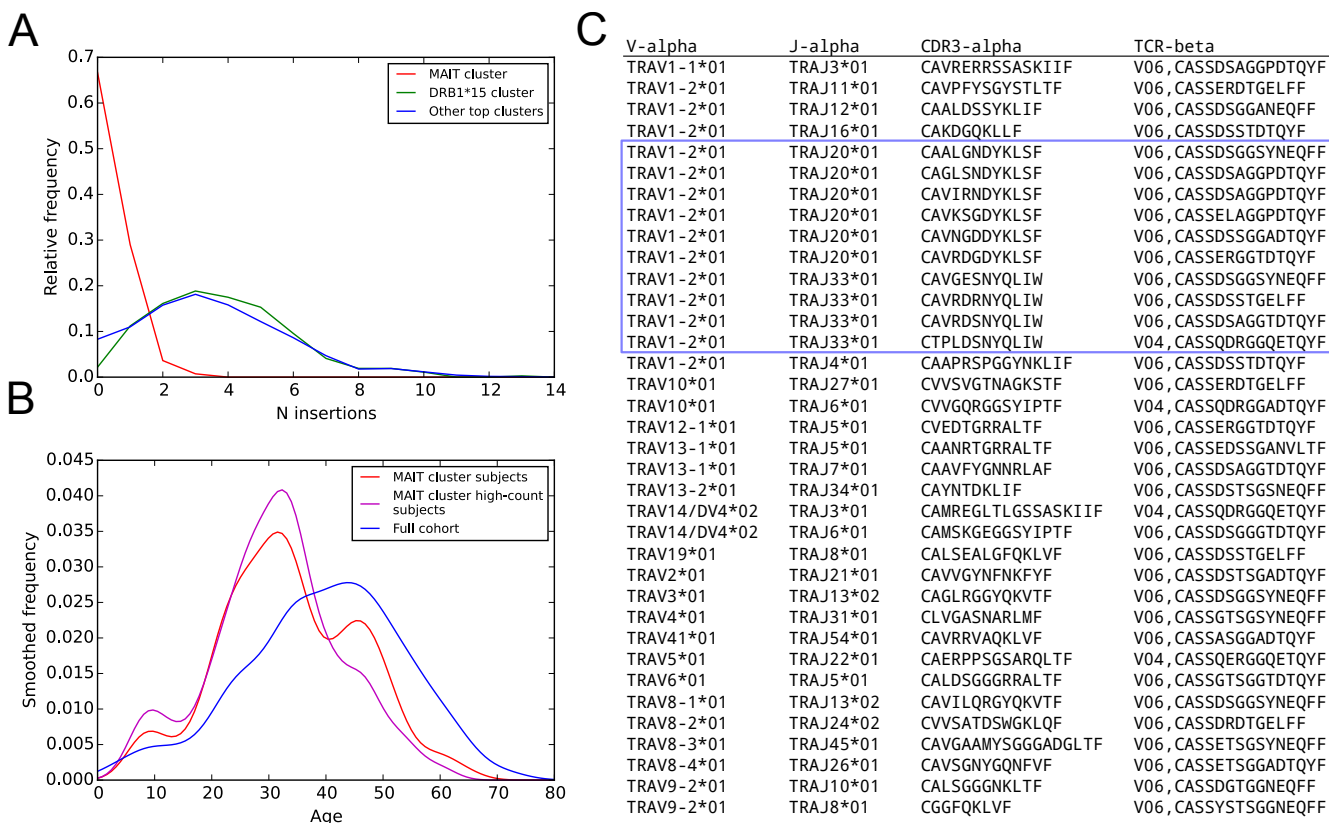 A
0.7
0.6
0.5
0.4
0.3
0.2
0.1
0.0
Relative frequency
MAIT cluster
DRB1*15 cluster
Other top clusters
0 2 4 6 8 10 12 14
N insertions
B
0.045
0.040
0.035
0.030
0.025
0.020
0.015
0.010
0.005
0.000
Smoothed frequency
MAIT cluster subjects
MAIT cluster high-count
subjects
Full cohort
0 10 20 30 40 50 60 70 80
Age
C
V-alpha J-alpha CDR3-alpha TCR-beta
TRAV1-1*01 TRAJ3*01 CAVRERRSSASKIIF V06,CASSDSAGGPDTQYF
TRAV1-2*01 TRAJ11*01 CAVPFYSGYSTLTF V06,CASSERDTGELFF
TRAV1-2*01 TRAJ12*01 CAALDSSYKLIF V06,CASSDSGGANEQFF
TRAV1-2*01 TRAJ16*01 CAKDGQKLLF V06,CASSDSSTDTQYF
TRAV1-2*01 TRAJ20*01 CAALGNDYKLSF V06,CASSDSGGSYNEQFF
TRAV1-2*01 TRAJ20*01 CAGLSNDYKLSF V06,CASSDSAGGPDTQYF
TRAV1-2*01 TRAJ20*01 CAVIRNDYKLSF V06,CASSDSAGGPDTQYF
TRAV1-2*01 TRAJ20*01 CAVKSGDYKLSF V06,CASSELAGGPDTQYF
TRAV1-2*01 TRAJ20*01 CAVNGDDYKLSF V06,CASSDSSGGADTQYF
TRAV1-2*01 TRAJ20*01 CAVRDGDYKLSF V06,CASSERGGTDTQYF
TRAV1-2*01 TRAJ33*01 CAVGESNYQLIW V06,CASSDSGGSYNEQFF
TRAV1-2*01 TRAJ33*01 CAVRDRNYQLIW V06,CASSDSSTGELFF
TRAV1-2*01 TRAJ33*01 CAVRDSNYQLIW V06,CASSDSAGGTDTQYF
TRAV1-2*01 TRAJ33*01 CTPLDSNYQLIW V04,CASSQDRGGQETQYF
TRAV1-2*01 TRAJ4*01 CAAPRSPGGYNKLIF V06,CASSDSSTDTQYF
TRAV10*01 TRAJ27*01 CVVSVGTNAGKSTF V06,CASSERDTGELFF
TRAV10*01 TRAJ6*01 CVVGQRGGSYIPTF V04,CASSQDRGGADTQYF
TRAV12-1*01 TRAJ5*01 CVEDTGRRALTF V06,CASSERGGTDTQYF
TRAV13-1*01 TRAJ5*01 CAANRTGRRALTF V06,CASSEDSSGANVLTF
TRAV13-1*01 TRAJ7*01 CAAVFYGNNRLAF V06,CASSDSAGGTDTQYF
TRAV13-2*01 TRAJ34*01 CAYNTDKLIF V06,CASSDSTSGSNEQFF
TRAV14/DV4*02 TRAJ3*01 CAMREGLTLGSSASKIIF V04,CASSQDRGGQETQYF
TRAV14/DV4*02 TRAJ6*01 CAMSKGEGGSYIPTF V06,CASSDSGGGTDTQYF
TRAV19*01 TRAJ8*01 CALSEALGFQKLVF V06,CASSDSSTGELFF
TRAV2*01 TRAJ21*01 CAVVGYNFNKFYF V06,CASSDSTSGADTQYF
TRAV3*01 TRAJ13*02 CAGLRGGYQKVTF V06,CASSDSGGSYNEQFF
TRAV4*01 TRAJ31*01 CLVGASNARLMF V06,CASSGTSGSYNEQFF
TRAV41*01 TRAJ54*01 CAVRRVAQKLVF V06,CASSASGGADTQYF
TRAV5*01 TRAJ22*01 CAERPPSGSARQLTF V04,CASSQERGGQETQYF
TRAV6*01 TRAJ5*01 CALDSGGGRRALTF V06,CASSGTSGGTDTQYF
TRAV8-1*01 TRAJ13*02 CAVILQRGYQKVTF V06,CASSDSGGSYNEQFF
TRAV8-2*01 TRAJ24*02 CVVSATDSWGKLQF V06,CASSDRDTGELFF
TRAV8-3*01 TRAJ45*01 CAVGAAMYSGGGADGLTF V06,CASSETSGSYNEQFF
TRAV8-4*01 TRAJ26*01 CAVSGNYGQNFVF V06,CASSETSGGADTQYF
TRAV9-2*01 TRAJ10*01 CALSGGGNKLTF V06,CASSDGTGGNEQFF
TRAV9-2*01 TRAJ8*01 CGGFQKLVF V06,CASSYSTSGGNEQFF